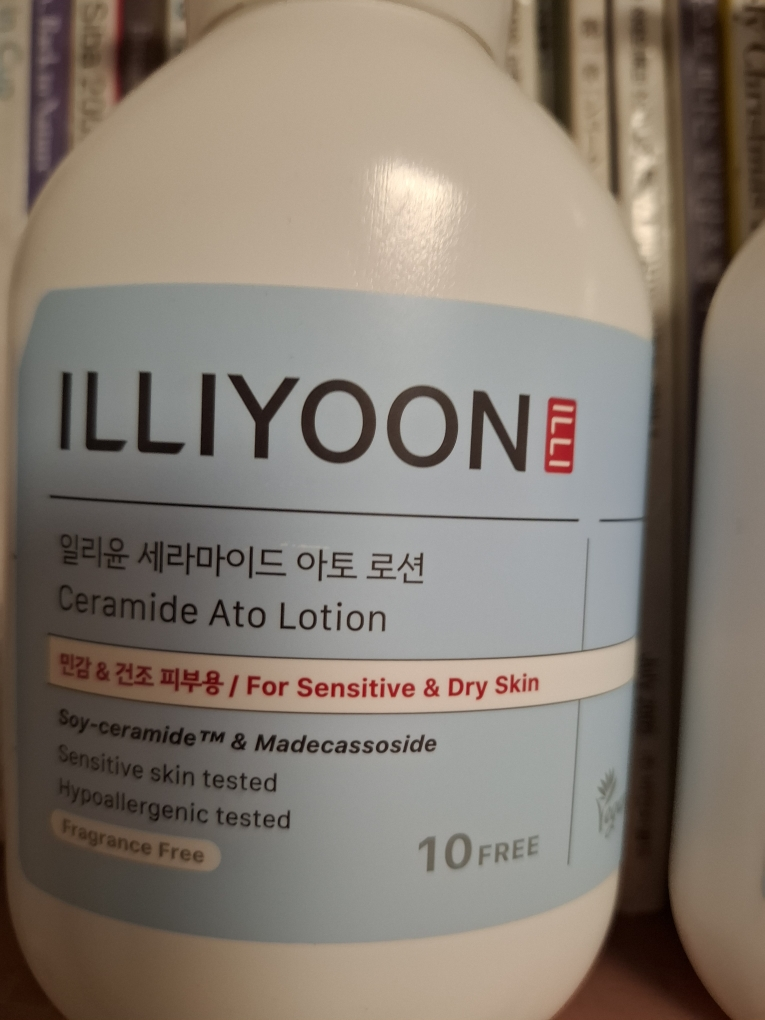 ILLIYOON ILLI
일리윤 세라마이드 아토 로션
Ceramide Ato Lotion
민감 & 건조 피부용 / For Sensitive & Dry Skin
Soy-ceramide™ & Madecassoside
Sensitive skin tested
Hypoallergenic tested
Fragrance Free
10 FREE